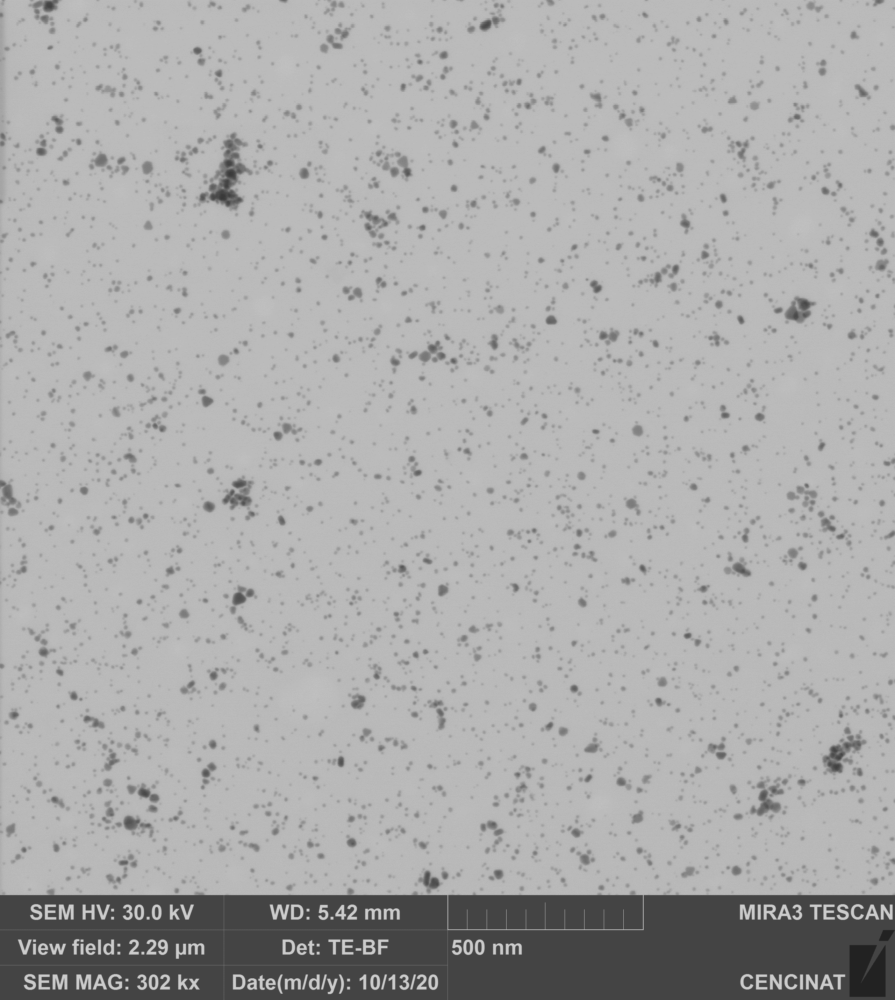 SEM HV: 30.0 kV
WD: 5.42 mm
MIRA3 TESCAN
View field: 2.29 µm
Det: TE-BF
500 nm
SEM MAG: 302 kx
Date(m/d/y): 10/13/20
CENCINAT